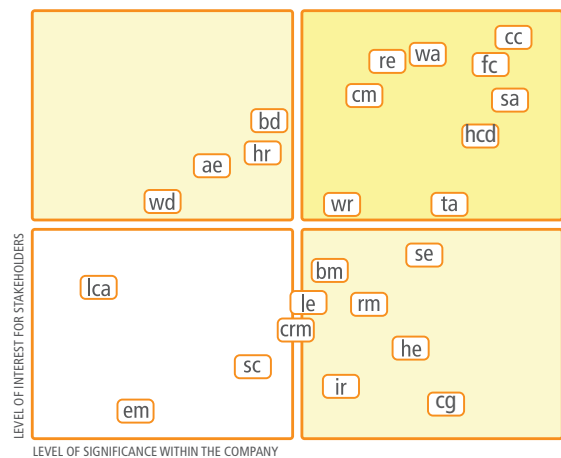 cc
wa
re
fc
cm
sa
bd
hcd
hr
ae
wd
wr
ta
se
bm
lca
le
rm
crm
he
sc
ir
cg
em
LEVEL OF INTEREST FOR STAKEHOLDERS
LEVEL OF SIGNIFICANCE WITHIN THE COMPANY